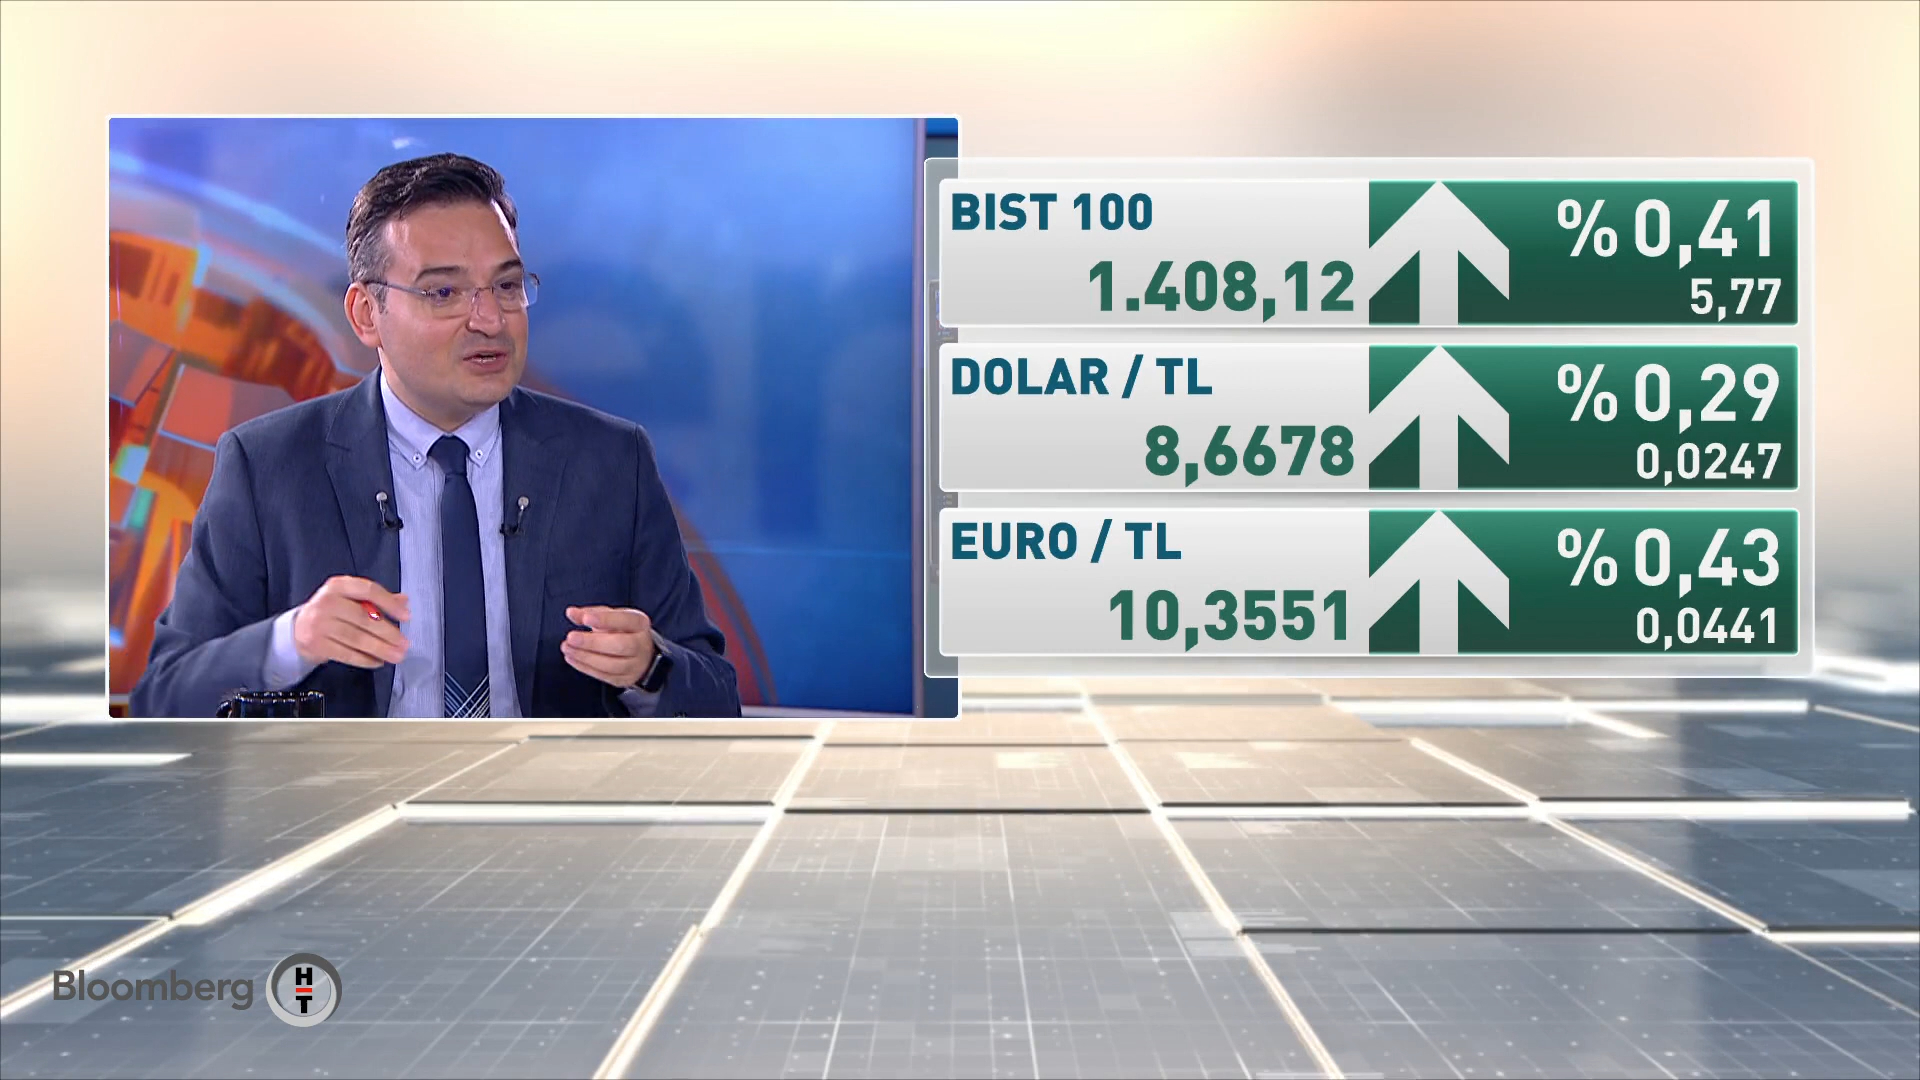 BIST 100
1.408,12
% 0,41
5,77
DOLAR / TL
8,6678
% 0,29
0,0247
EURO / TL
10,3551
% 0,43
0,0441
Bloomberg HT